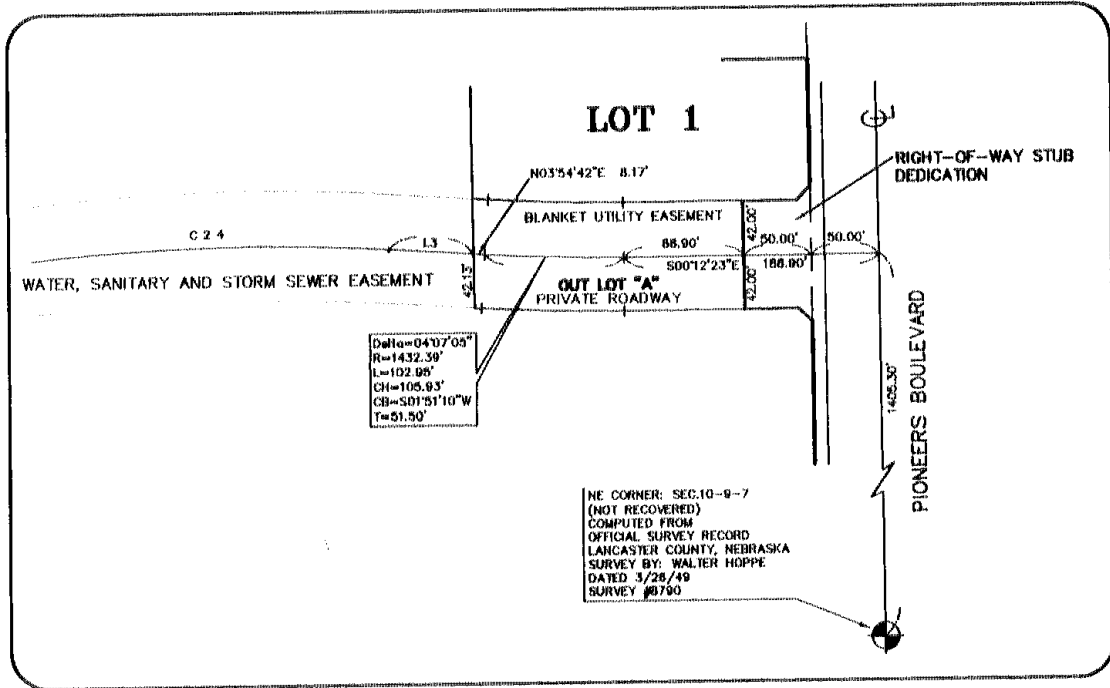 LOT 1
RIGHT-OF-WAY STUB
DEDICATION
N03°54'42"E 8.17'
BLANKET UTILITY EASEMENT
C 2 4
L3
42.00'
50.00'
50.00'
88.90'
S00°12'23"E
188.90'
WATER, SANITARY AND STORM SEWER EASEMENT
42.13'
OUT LOT "A"
PRIVATE ROADWAY
42.00'
Delta=04°07'05"
R=1432.39'
L=102.95'
CH=105.93'
CB=S01°51'10"W
T=51.50'
PIONEERS BOULEVARD
1405.30'
NE CORNER: SEC.10-9-7
(NOT RECOVERED)
COMPUTED FROM
OFFICIAL SURVEY RECORD
LANCASTER COUNTY, NEBRASKA
SURVEY BY: WALTER HOPPE
DATED 3/28/49
SURVEY #8790